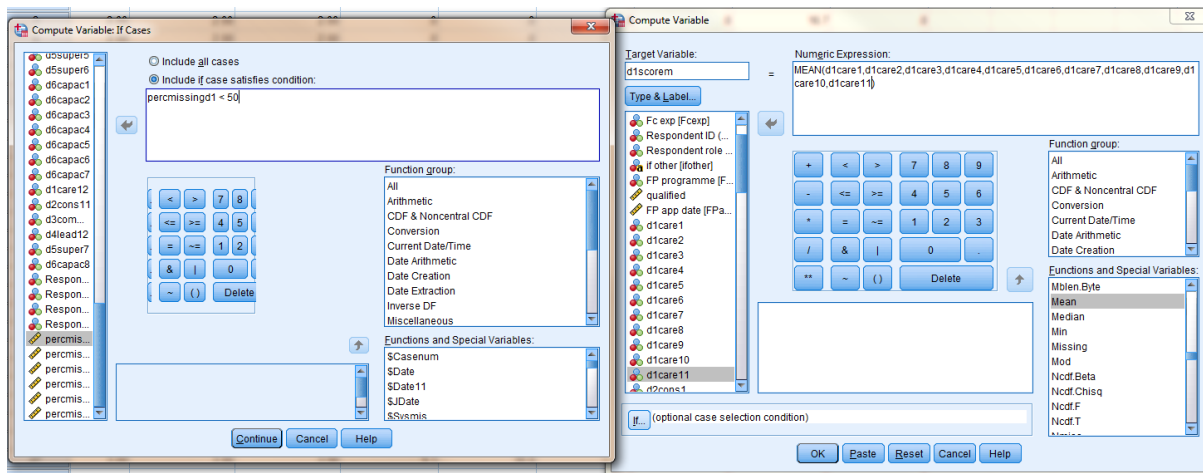 Compute Variable: If Cases
d5super5
d5super6
d6capac1
d6capac2
d6capac3
d6capac4
d6capac5
d6capac6
d6capac7
d1care12
d2cons11
d3com...
d4lead12
d5super7
d6capac8
Respon...
Respon...
Respon...
Respon...
percmis...
percmis...
percmis...
percmis...
percmis...
percmis...
Include all cases
Include if case satisfies condition:
percmissingd1 < 50
< > 7 8
<= >= 4 5
= ~= 1 2
& | 0
~ ( ) Delete
Function group:
All
Arithmetic
CDF & Noncentral CDF
Conversion
Current Date/Time
Date Arithmetic
Date Creation
Date Extraction
Inverse DF
Miscellaneous
Functions and Special Variables:
$Casenum
$Date
$Date11
$JDate
$Sysmis
Continue Cancel Help
Compute Variable
Target Variable:
d1scorem
=
Type & Label...
Numeric Expression:
MEAN(d1care1,d1care2,d1care3,d1care4,d1care5,d1care6,d1care7,d1care8,d1care9,d1
care10,d1care11)
Fc exp [Fcexp]
Respondent ID (...
Respondent role ...
if other [ifother]
FP programme [F...
qualified
FP app date [FPa...
d1care1
d1care2
d1care3
d1care4
d1care5
d1care6
d1care7
d1care8
d1care9
d1care10
d1care11
d2cons1
+ < > 7 8 9
- <= >= 4 5 6
* = ~= 1 2 3
/ & | 0 .
** ~ ( ) Delete
Function group:
All
Arithmetic
CDF & Noncentral CDF
Conversion
Current Date/Time
Date Arithmetic
Date Creation
Functions and Special Variables:
Mblen.Byte
Mean
Median
Min
Missing
Mod
Ncdf.Beta
Ncdf.Chisq
Ncdf.F
Ncdf.T
If... (optional case selection condition)
OK Paste Reset Cancel Help